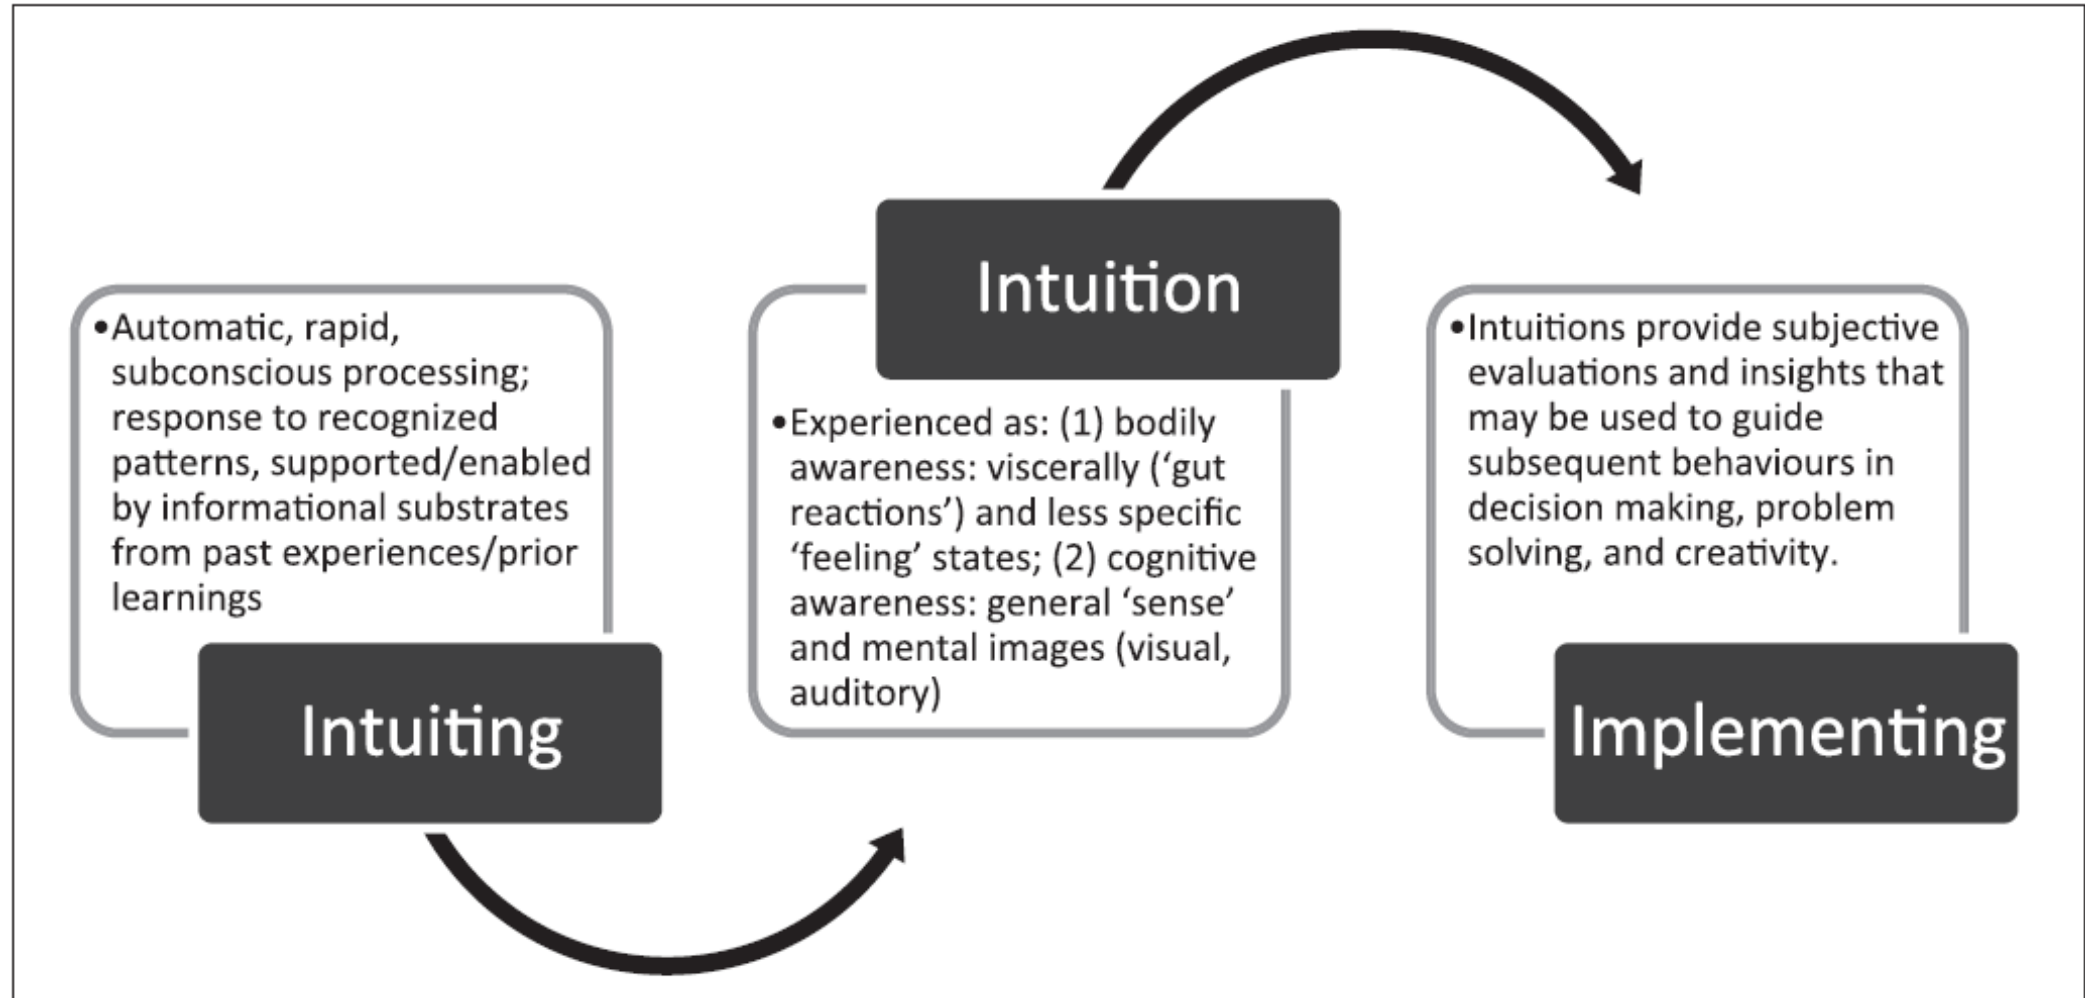 •Automatic, rapid,
subconscious processing;
response to recognized
patterns, supported/enabled
by informational substrates
from past experiences/prior
learnings
Intuiting
Intuition
•Experienced as: (1) bodily
awareness: viscerally (‘gut
reactions’) and less specific
‘feeling’ states; (2) cognitive
awareness: general ‘sense’
and mental images (visual,
auditory)
•Intuitions provide subjective
evaluations and insights that
may be used to guide
subsequent behaviours in
decision making, problem
solving, and creativity.
Implementing